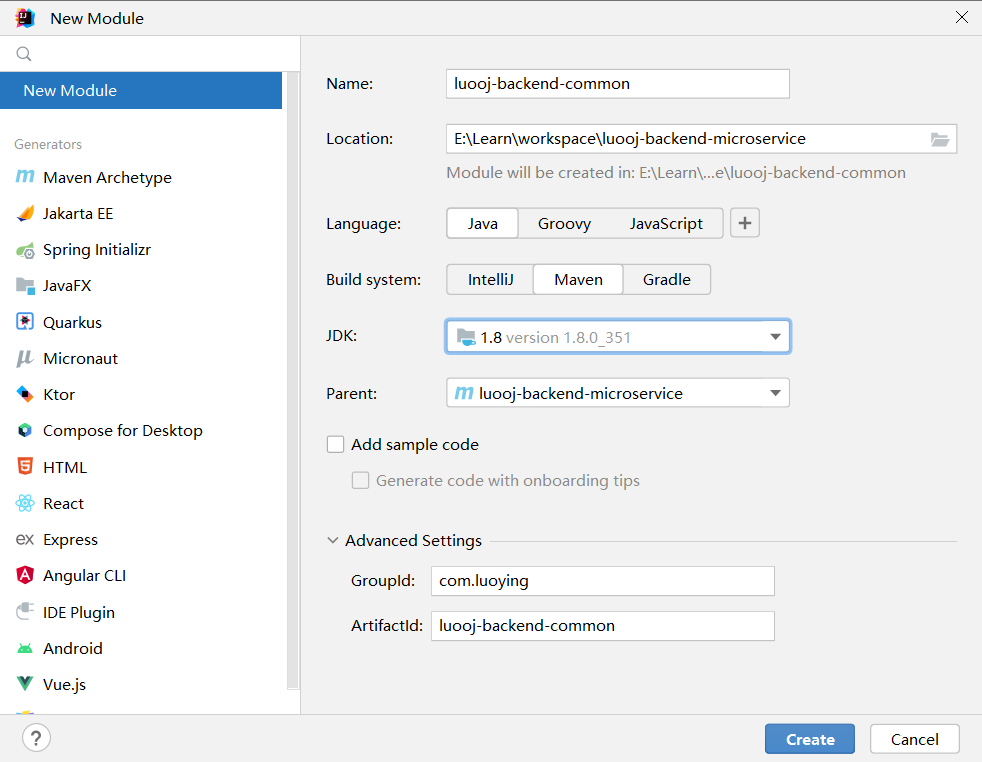 New Module
New Module
Generators
Maven Archetype
Jakarta EE
Spring Initializr
JavaFX
Quarkus
Micronaut
Ktor
Compose for Desktop
HTML
React
Express
Angular CLI
IDE Plugin
Android
Vue.js
Name: luooj-backend-common
Location: E:\Learn\workspace\luooj-backend-microservice
Module will be created in: E:\Learn\...e\luooj-backend-common
Language: Java Groovy JavaScript +
Build system: IntelliJ Maven Gradle
JDK: 1.8 version 1.8.0_351
Parent: luooj-backend-microservice
Add sample code
Generate code with onboarding tips
Advanced Settings
GroupId: com.luoying
ArtifactId: luooj-backend-common
? Create Cancel